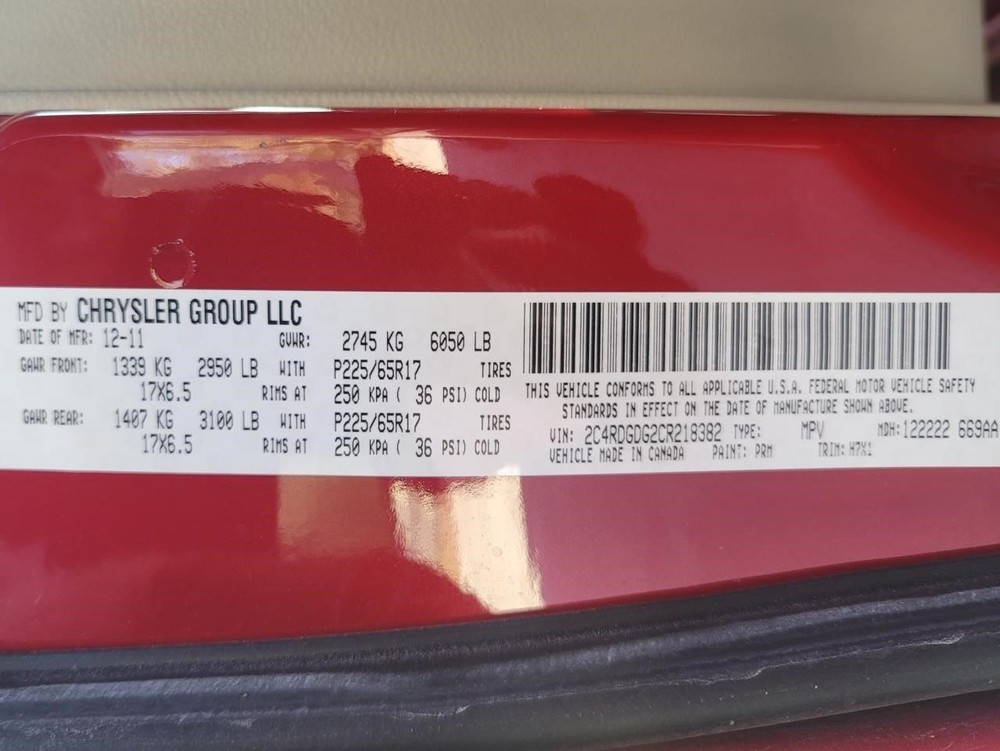 MFD BY CHRYSLER GROUP LLC
DATE OF MFR: 12-11 GVWR: 2745 KG 6050 LB
GAWR FRONT: 1339 KG 2950 LB WITH P225/65R17 TIRES
17X6.5 RIMS AT 250 KPA ( 36 PSI) COLD
GAWR REAR: 1407 KG 3100 LB WITH P225/65R17 TIRES
17X6.5 RIMS AT 250 KPA ( 36 PSI) COLD
THIS VEHICLE CONFORMS TO ALL APPLICABLE U.S.A. FEDERAL MOTOR VEHICLE SAFETY
STANDARDS IN EFFECT ON THE DATE OF MANUFACTURE SHOWN ABOVE.
VIN: 2C4RDGDG2CR218382 TYPE: MPV MDH:122222 669AA
VEHICLE MADE IN CANADA PAINT: PRM TRIM: H7X1